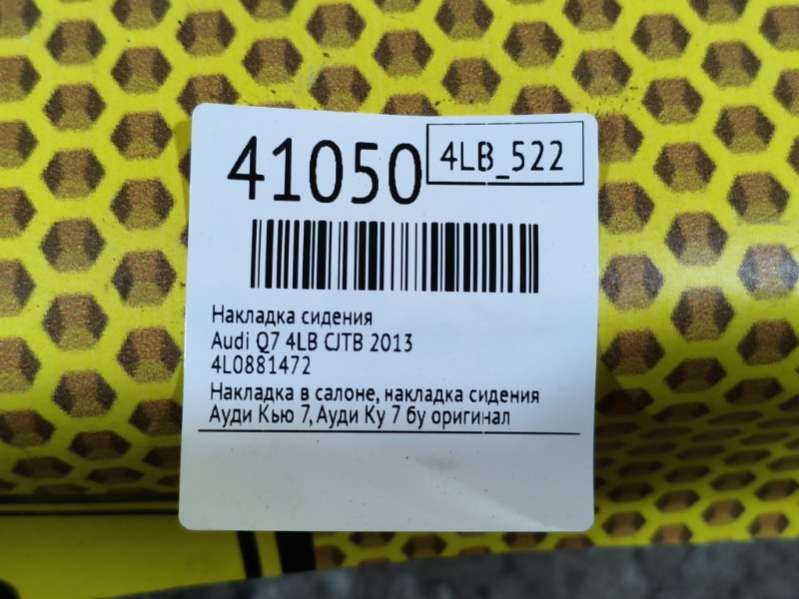 41050
4LB_522
Накладка сидения
Audi Q7 4LB CJTB 2013
4L0881472
Накладка в салоне, накладка сидения
Ауди Кью 7, Ауди Ку 7 бу оригинал